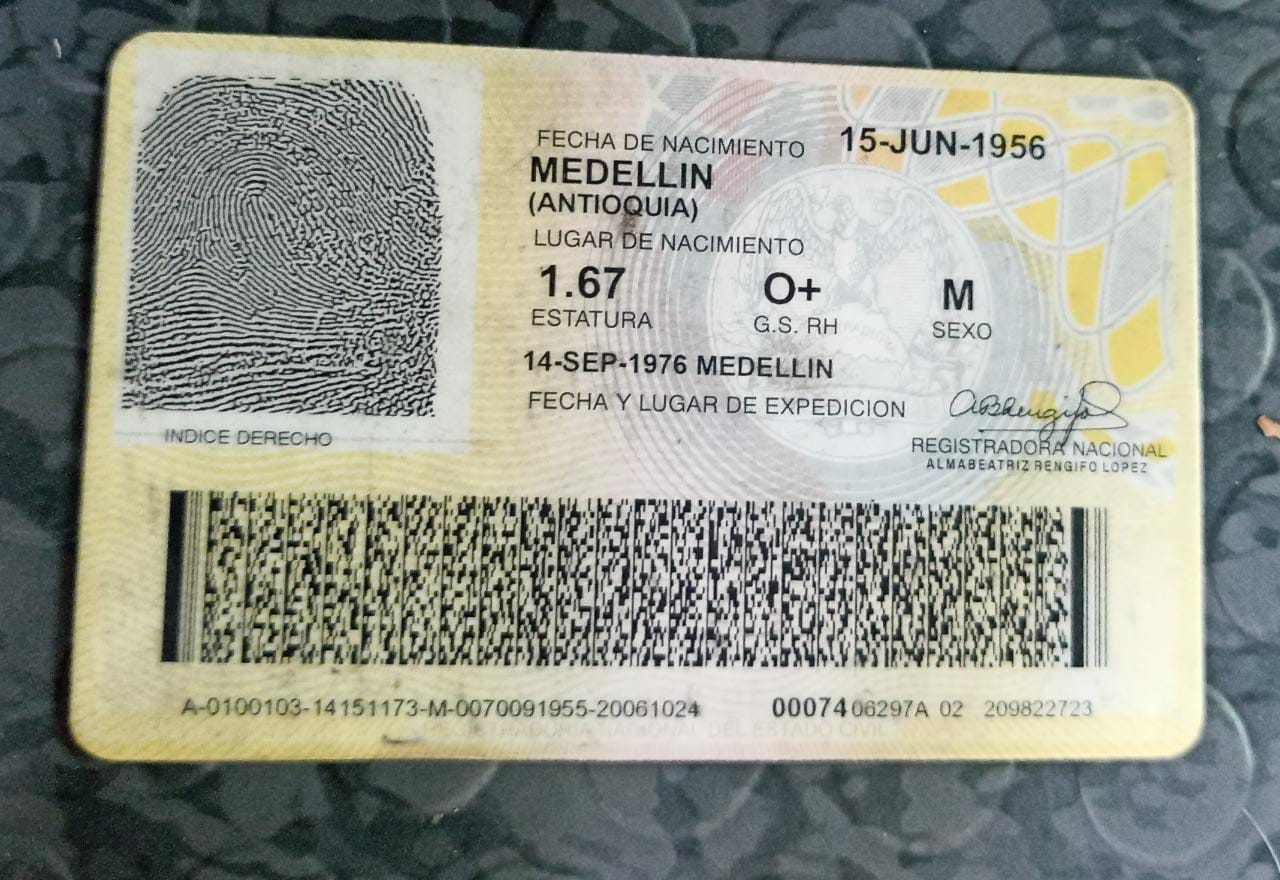 FECHA DE NACIMIENTO 15-JUN-1956
MEDELLIN
(ANTIOQUIA)
LUGAR DE NACIMIENTO
1.67 O+ M
ESTATURA G.S. RH SEXO
14-SEP-1976 MEDELLIN
FECHA Y LUGAR DE EXPEDICION
INDICE DERECHO
REGISTRADORA NACIONAL
ALMABEATRIZ RENGIFO LOPEZ
A-0100103-14151173-M-0070091955-20061024 00074 06297A 02 209822723
REGISTRADURIA NACIONAL DEL ESTADO CIVIL